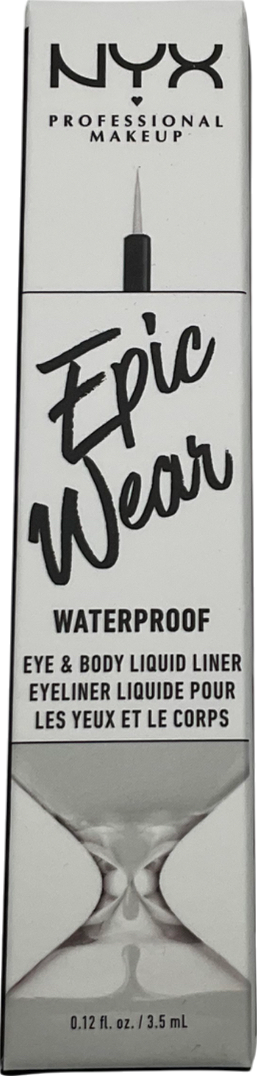 NYX
PROFESSIONAL
MAKEUP
Epic
Wear
WATERPROOF
EYE & BODY LIQUID LINER
EYELINER LIQUIDE POUR
LES YEUX ET LE CORPS
0.12 fl. oz. / 3.5 mL